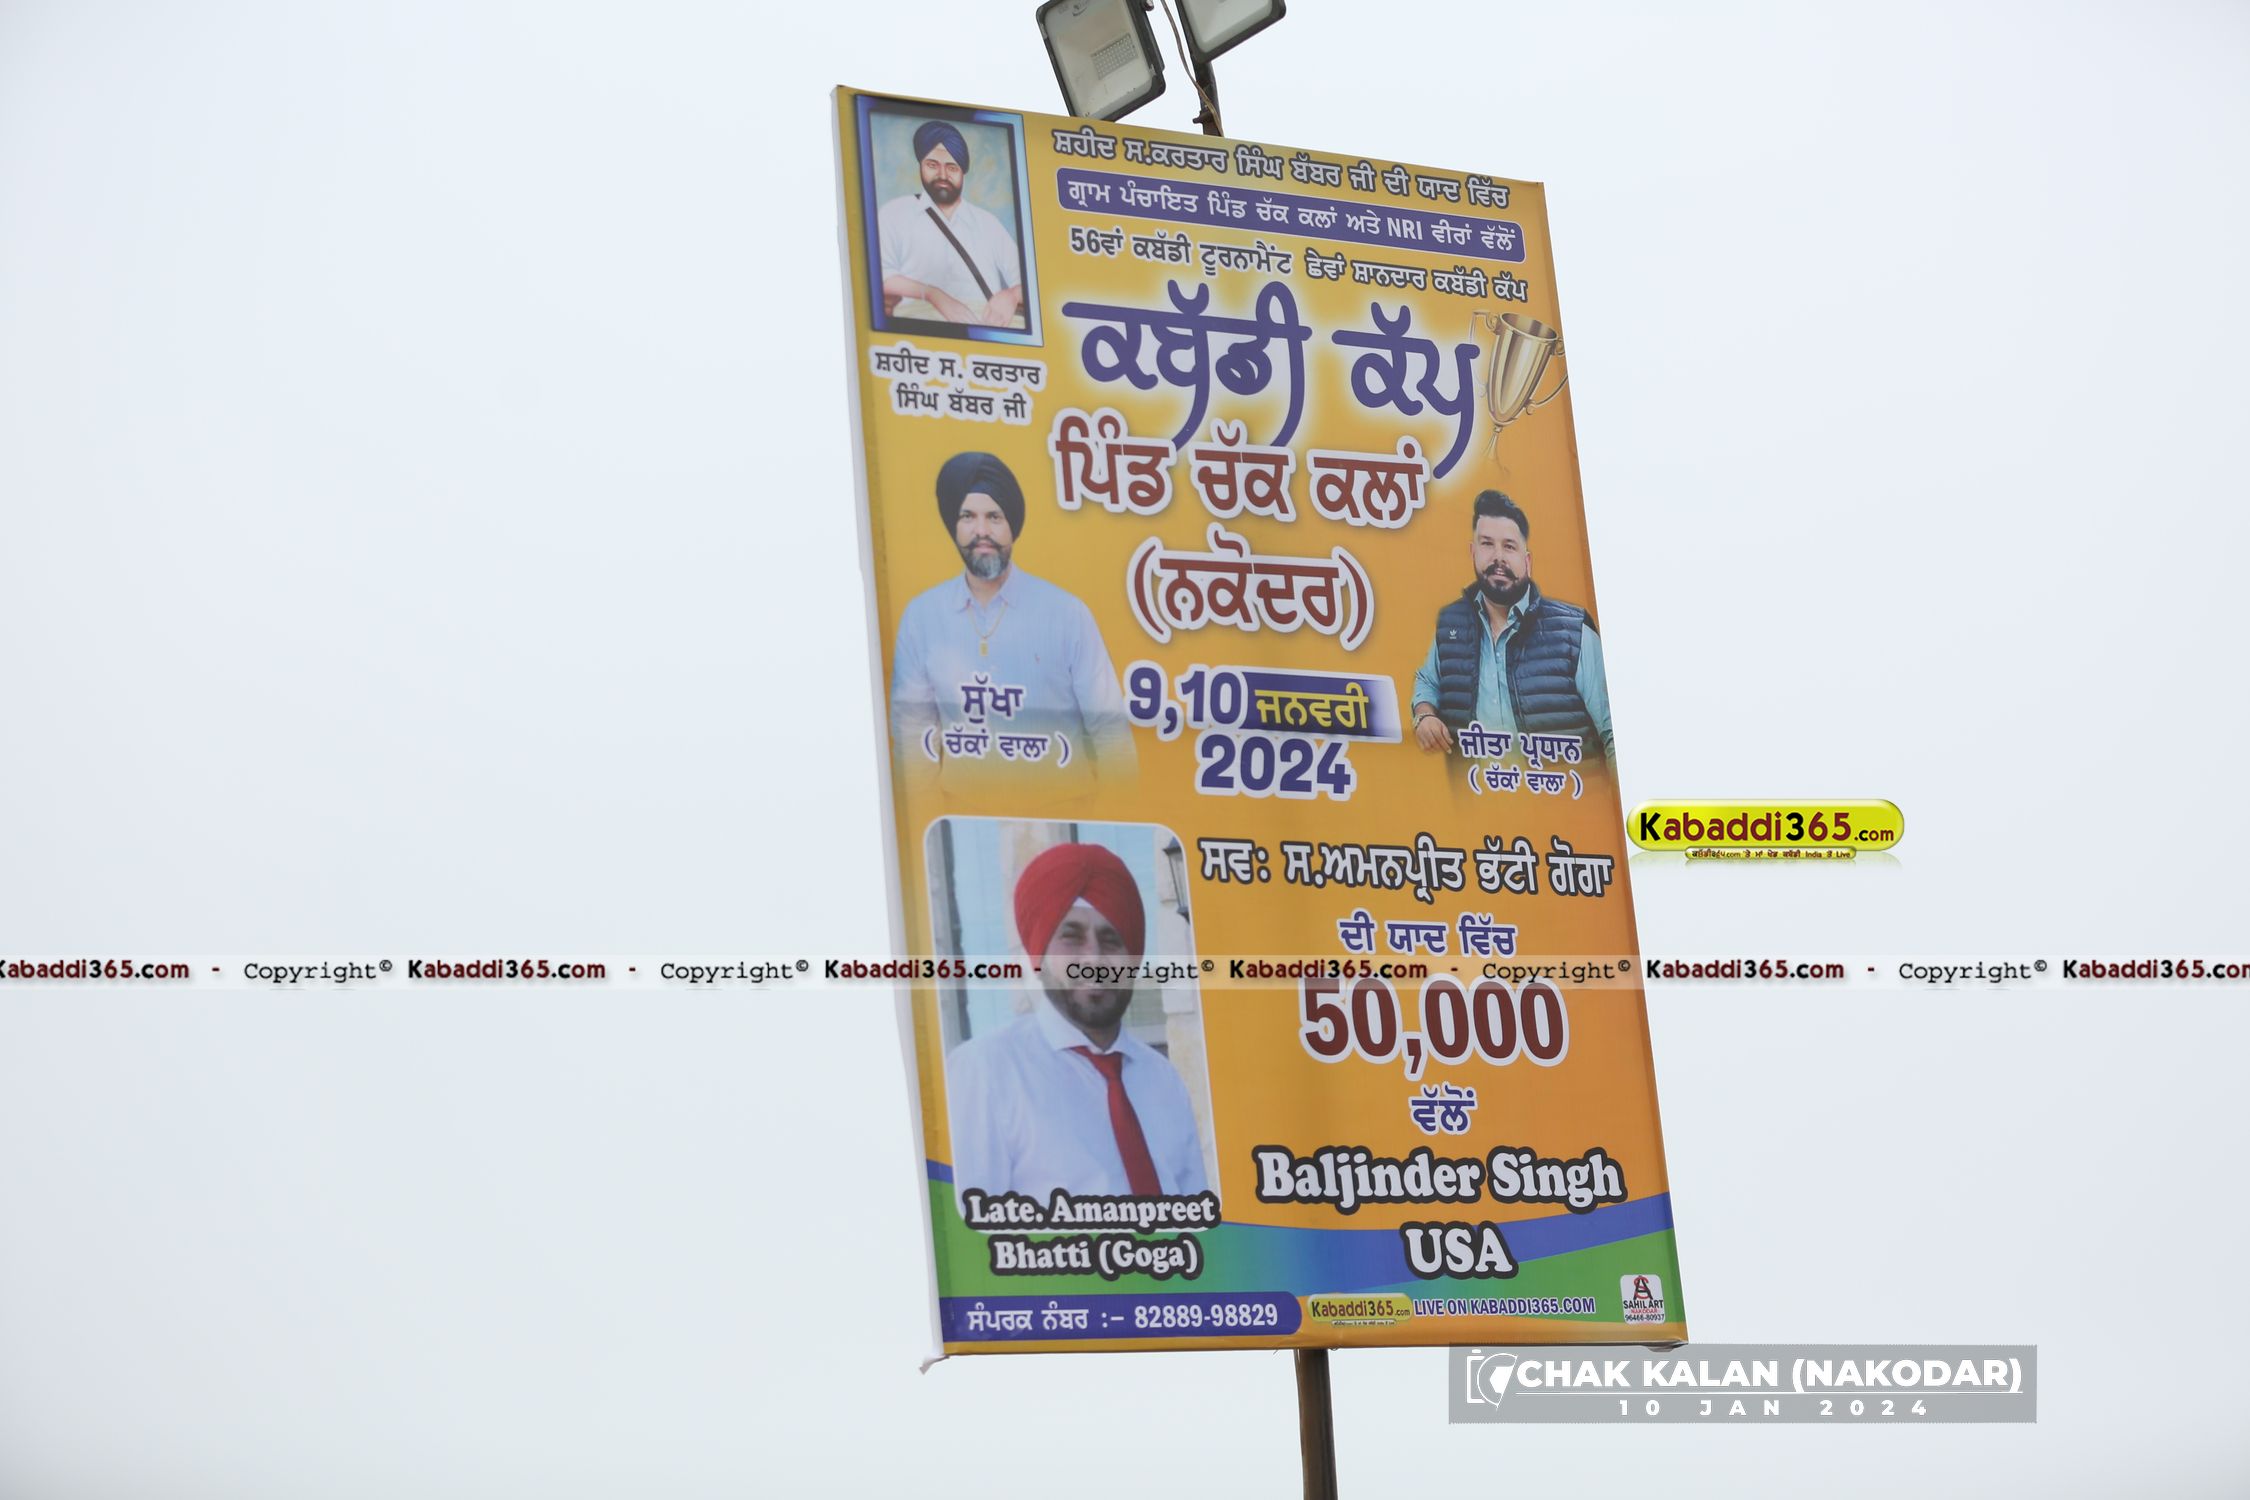 ਸ਼ਹੀਦ ਸ.ਕਰਤਾਰ ਸਿੰਘ ਬੱਬਰ ਜੀ ਦੀ ਯਾਦ ਵਿੱਚ
ਗ੍ਰਾਮ ਪੰਚਾਇਤ ਪਿੰਡ ਚੱਕ ਕਲਾਂ ਅਤੇ NRI ਵੀਰਾਂ ਵੱਲੋਂ
56ਵਾਂ ਕਬੱਡੀ ਟੂਰਨਾਮੈਂਟ ਛੇਵਾਂ ਸ਼ਾਨਦਾਰ ਕਬੱਡੀ ਕੱਪ
ਕਬੱਡੀ ਕੱਪ
ਸ਼ਹੀਦ ਸ. ਕਰਤਾਰ
ਸਿੰਘ ਬੱਬਰ ਜੀ
ਪਿੰਡ ਚੱਕ ਕਲਾਂ
(ਨਕੋਦਰ)
9,10 ਜਨਵਰੀ
2024
ਸੁੱਖਾ
( ਚੱਕਾਂ ਵਾਲਾ )
ਜੀਤਾ ਪ੍ਰਧਾਨ
( ਚੱਕਾਂ ਵਾਲਾ )
Kabaddi365.com
ਸਵ: ਸ.ਅਮਨਪ੍ਰੀਤ ਭੱਟੀ ਗੋਗਾ
ਦੀ ਯਾਦ ਵਿੱਚ
Kabaddi365.com - Copyright© Kabaddi365.com - Copyright© Kabaddi365.com - Copyright© Kabaddi365.com - Copyright© Kabaddi365.com - Copyright© Kabaddi365.com
50,000
ਵੱਲੋਂ
Baljinder Singh
USA
Late. Amanpreet
Bhatti (Goga)
ਸੰਪਰਕ ਨੰਬਰ :- 82889-98829
Kabaddi365.com LIVE ON KABADDI365.COM
SAHIL ART
NAKODAR
96466-80937
CHAK KALAN (NAKODAR)
10 JAN 2024